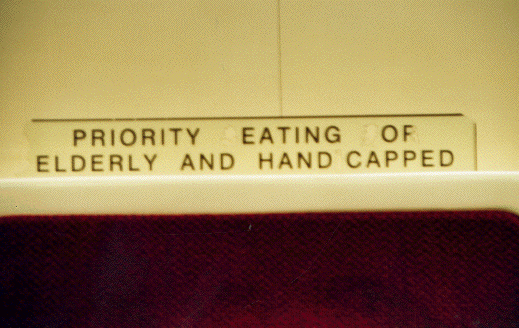 PRIORITY EATING OF
ELDERLY AND HAND CAPPED